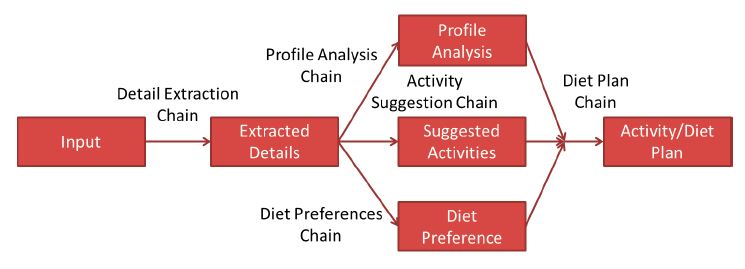 Input
Detail Extraction
Chain
Extracted
Details
Profile Analysis
Chain
Profile
Analysis
Activity
Suggestion Chain
Suggested
Activities
Diet Preferences
Chain
Diet
Preference
Diet Plan
Chain
Activity/Diet
Plan